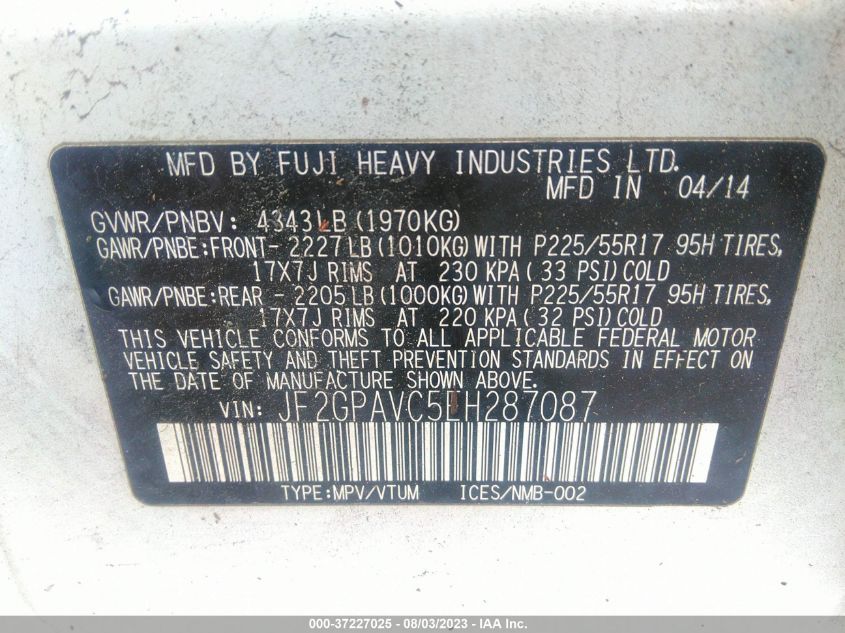 MFD BY FUJI HEAVY INDUSTRIES LTD.
MFD IN 04/14
GVWR/PNBV: 4343LB(1970KG)
GAWR/PNBE:FRONT- 2227LB(1010KG)WITH P225/55R17 95H TIRES,
17X7J RIMS AT 230 KPA(33 PSI)COLD
GAWR/PNBE:REAR - 2205LB(1000KG)WITH P225/55R17 95H TIRES,
17X7J RIMS AT 220 KPA(32 PSI)COLD
THIS VEHICLE CONFORMS TO ALL APPLICABLE FEDERAL MOTOR
VEHICLE SAFETY AND THEFT PREVENTION STANDARDS IN EFFECT ON
THE DATE OF MANUFACTURE SHOWN ABOVE.
VIN: JF2GPAVC5EH287087
TYPE:MPV/VTUM ICES/NMB-002
000-37227025 - 08/03/2023 - Copyright IAA, LLC